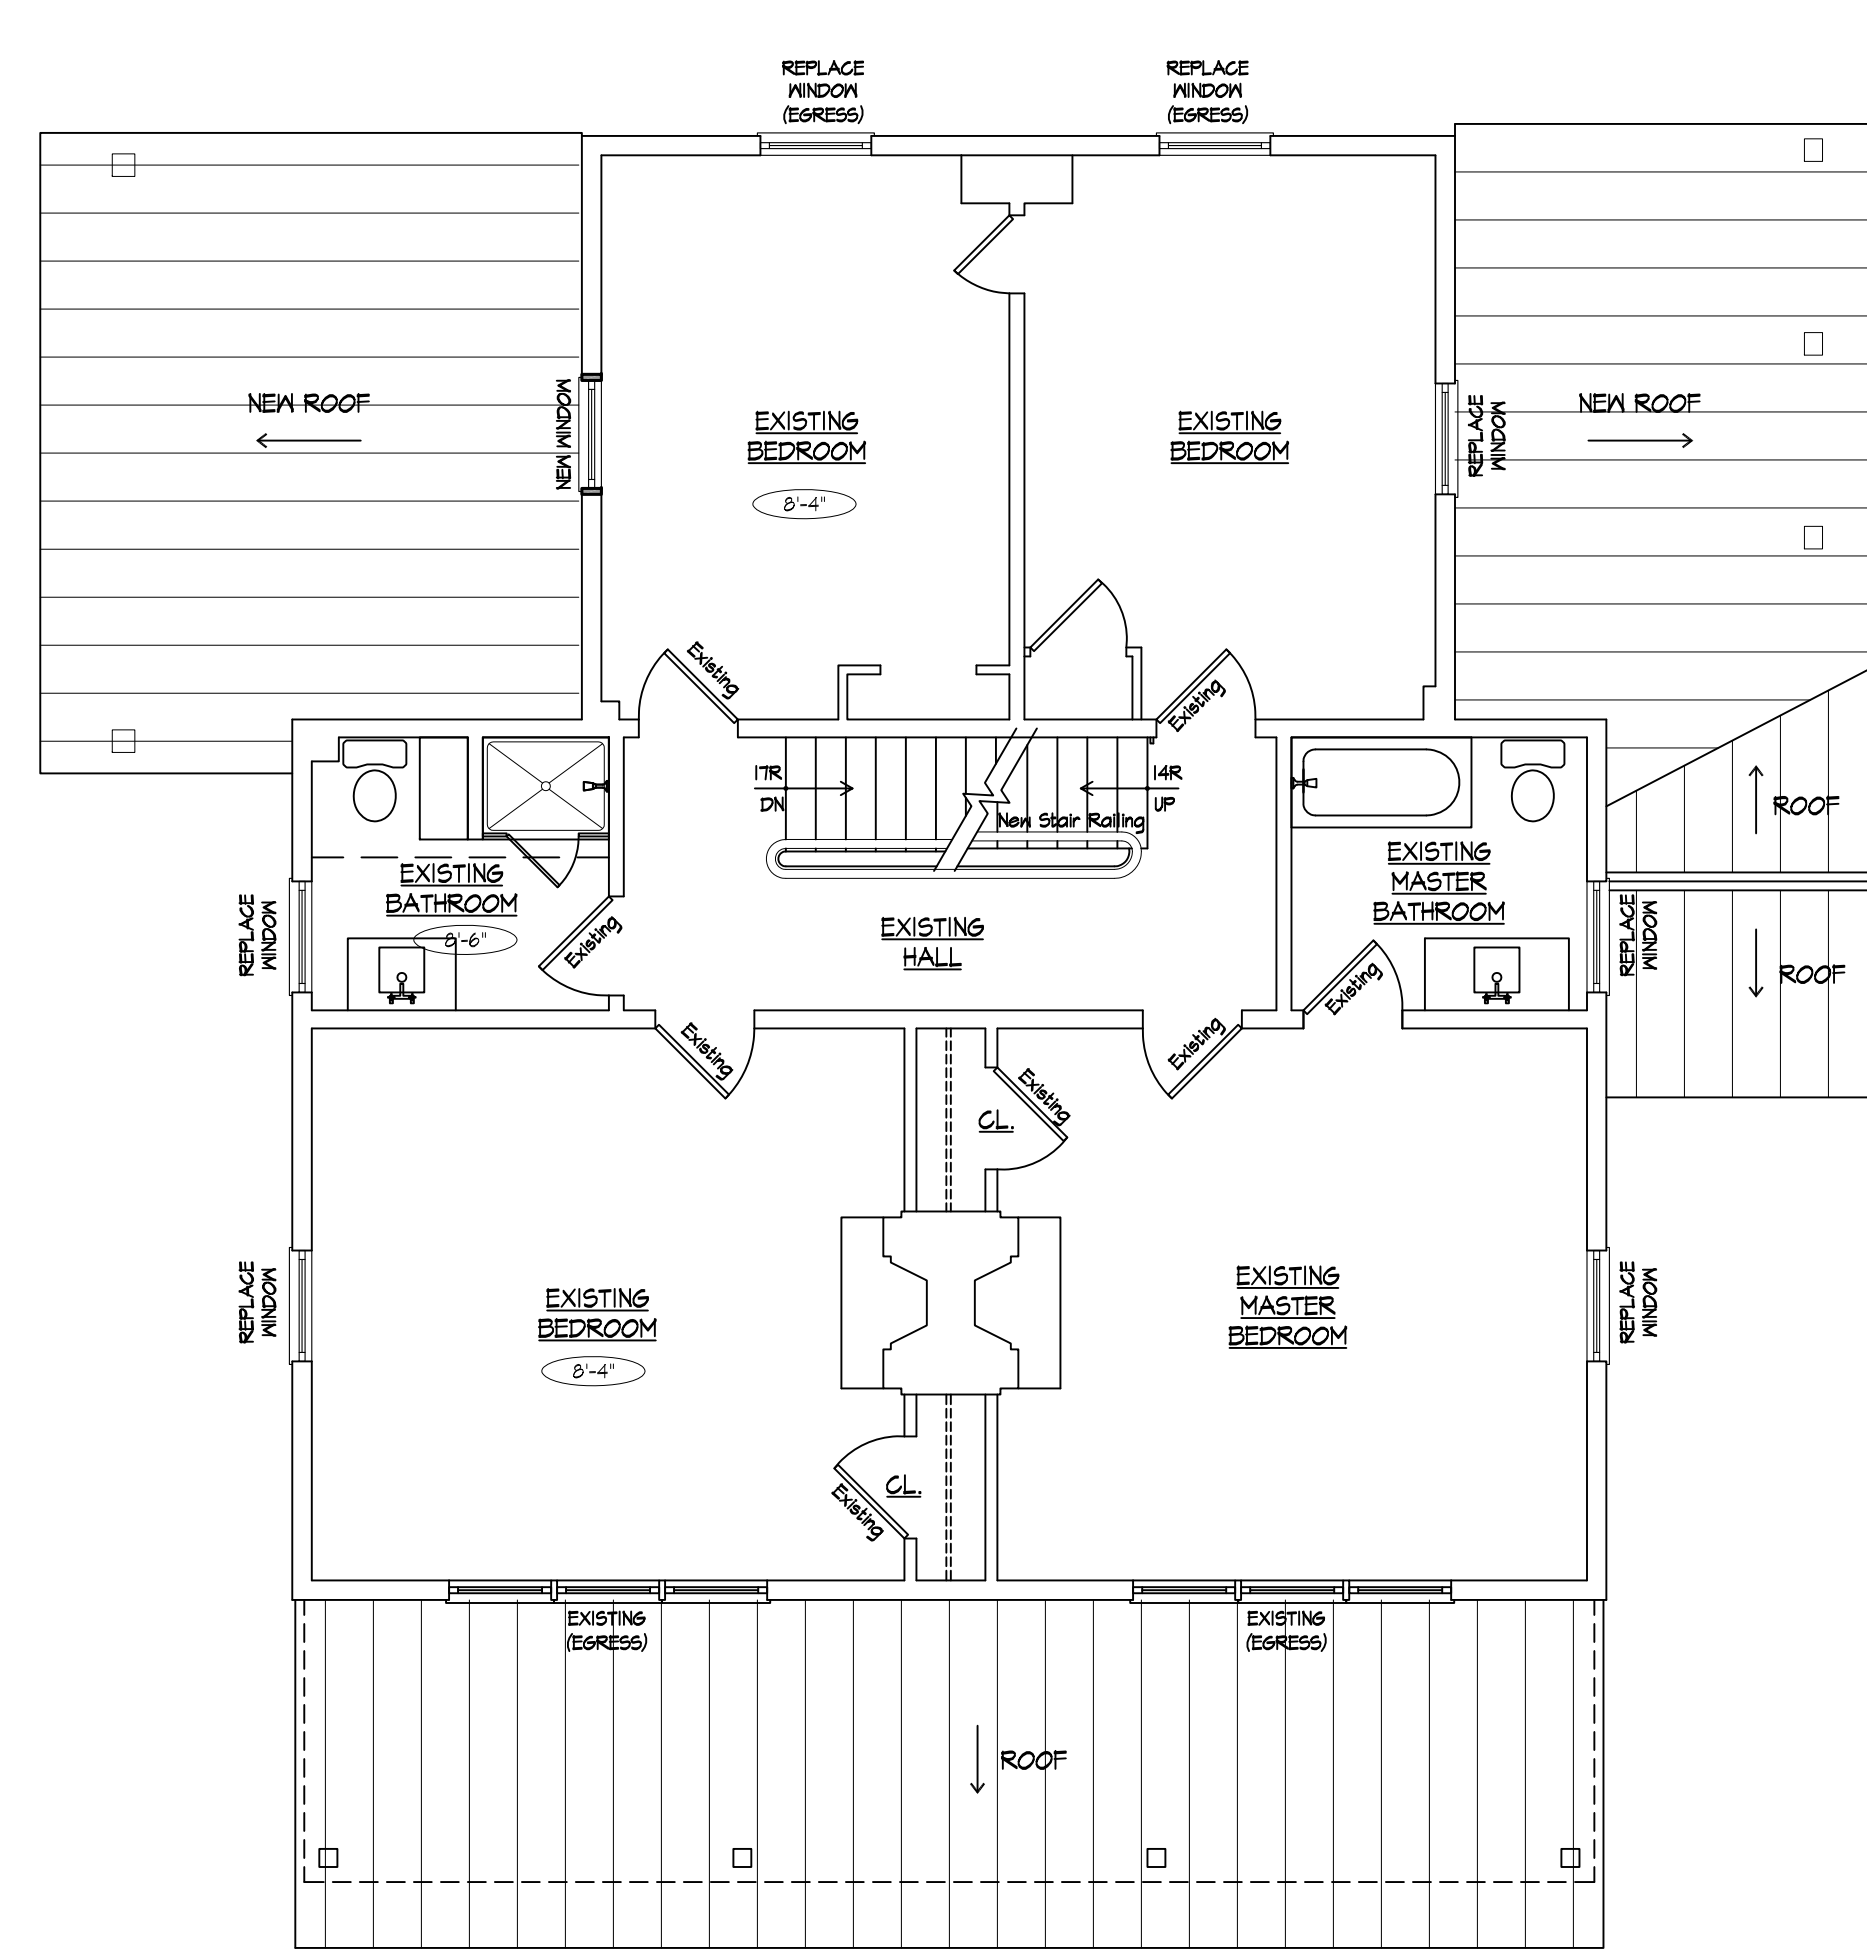 REPLACE
WINDOW
(EGRESS)
REPLACE
WINDOW
(EGRESS)
NEW ROOF
NEW WINDOW
EXISTING
BEDROOM
8'-4"
EXISTING
BEDROOM
REPLACE
WINDOW
NEW ROOF
Existing
Existing
17R
DN
14R
UP
New Stair Railing
ROOF
EXISTING
BATHROOM
8'-6"
REPLACE
WINDOW
Existing
EXISTING
HALL
EXISTING
MASTER
BATHROOM
REPLACE
WINDOW
ROOF
Existing
Existing
Existing
Existing
CL.
REPLACE
WINDOW
EXISTING
BEDROOM
8'-4"
EXISTING
MASTER
BEDROOM
REPLACE
WINDOW
CL.
Existing
EXISTING
(EGRESS)
EXISTING
(EGRESS)
ROOF